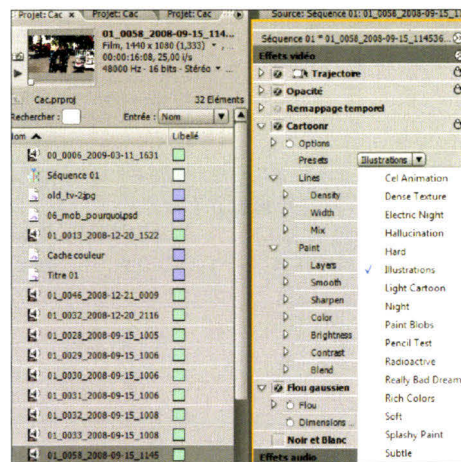 Projet: Cac × Projet: Cac Projet: Cac
01_0058_2008-09-15_114...
Film, 1440 x 1080 (1,333)
00:00:16:08, 25,00 i/s
48000 Hz - 16 bits - Stéréo
Cac.prproj 32 Eléments
Rechercher : Entrée : Nom
Nom Libellé
00_0006_2009-03-11_1631
Séquence 01
old_tv-2jpg
06_mob_pourquoi.psd
01_0013_2008-12-20_1522
Cache couleur
Titre 01
01_0046_2008-12-21_0009
01_0032_2008-12-20_2116
01_0028_2008-09-15_1005
01_0029_2008-09-15_1006
01_0030_2008-09-15_1006
01_0031_2008-09-15_1006
01_0032_2008-09-15_1008
01_0033_2008-09-15_1008
01_0058_2008-09-15_1145
Source: Séquence 01: 01_0058_2008-09-15_11
Séquence 01 * 01_0058_2008-09-15_114536...
Effets vidéo
Trajectoire
Opacité
Remappage temporel
Cartoonr
Options
Presets Illustrations
Lines
Density
Width
Mix
Paint
Layers
Smooth
Sharpen
Color
Brightness
Contrast
Blend
Flou gaussien
Flou
Dimensions ...
Noir et Blanc
Effets audio
Cel Animation
Dense Texture
Electric Night
Hallucination
Hard
✓ Illustrations
Light Cartoon
Night
Paint Blobs
Pencil Test
Radioactive
Really Bad Dream
Rich Colors
Soft
Splashy Paint
Subtle